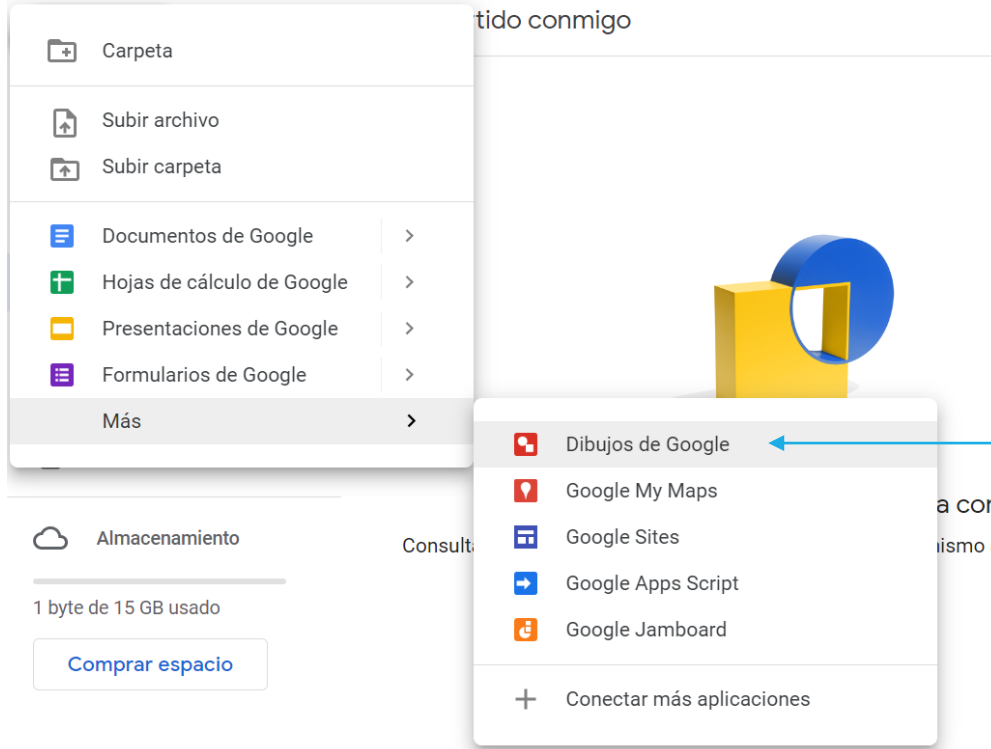 tido conmigo
Carpeta
Subir archivo
Subir carpeta
Documentos de Google
Hojas de cálculo de Google
Presentaciones de Google
Formularios de Google
Más
Dibujos de Google
Google My Maps
Google Sites
Google Apps Script
Google Jamboard
Conectar más aplicaciones
a cor
Consult ismo
Almacenamiento
1 byte de 15 GB usado
Comprar espacio